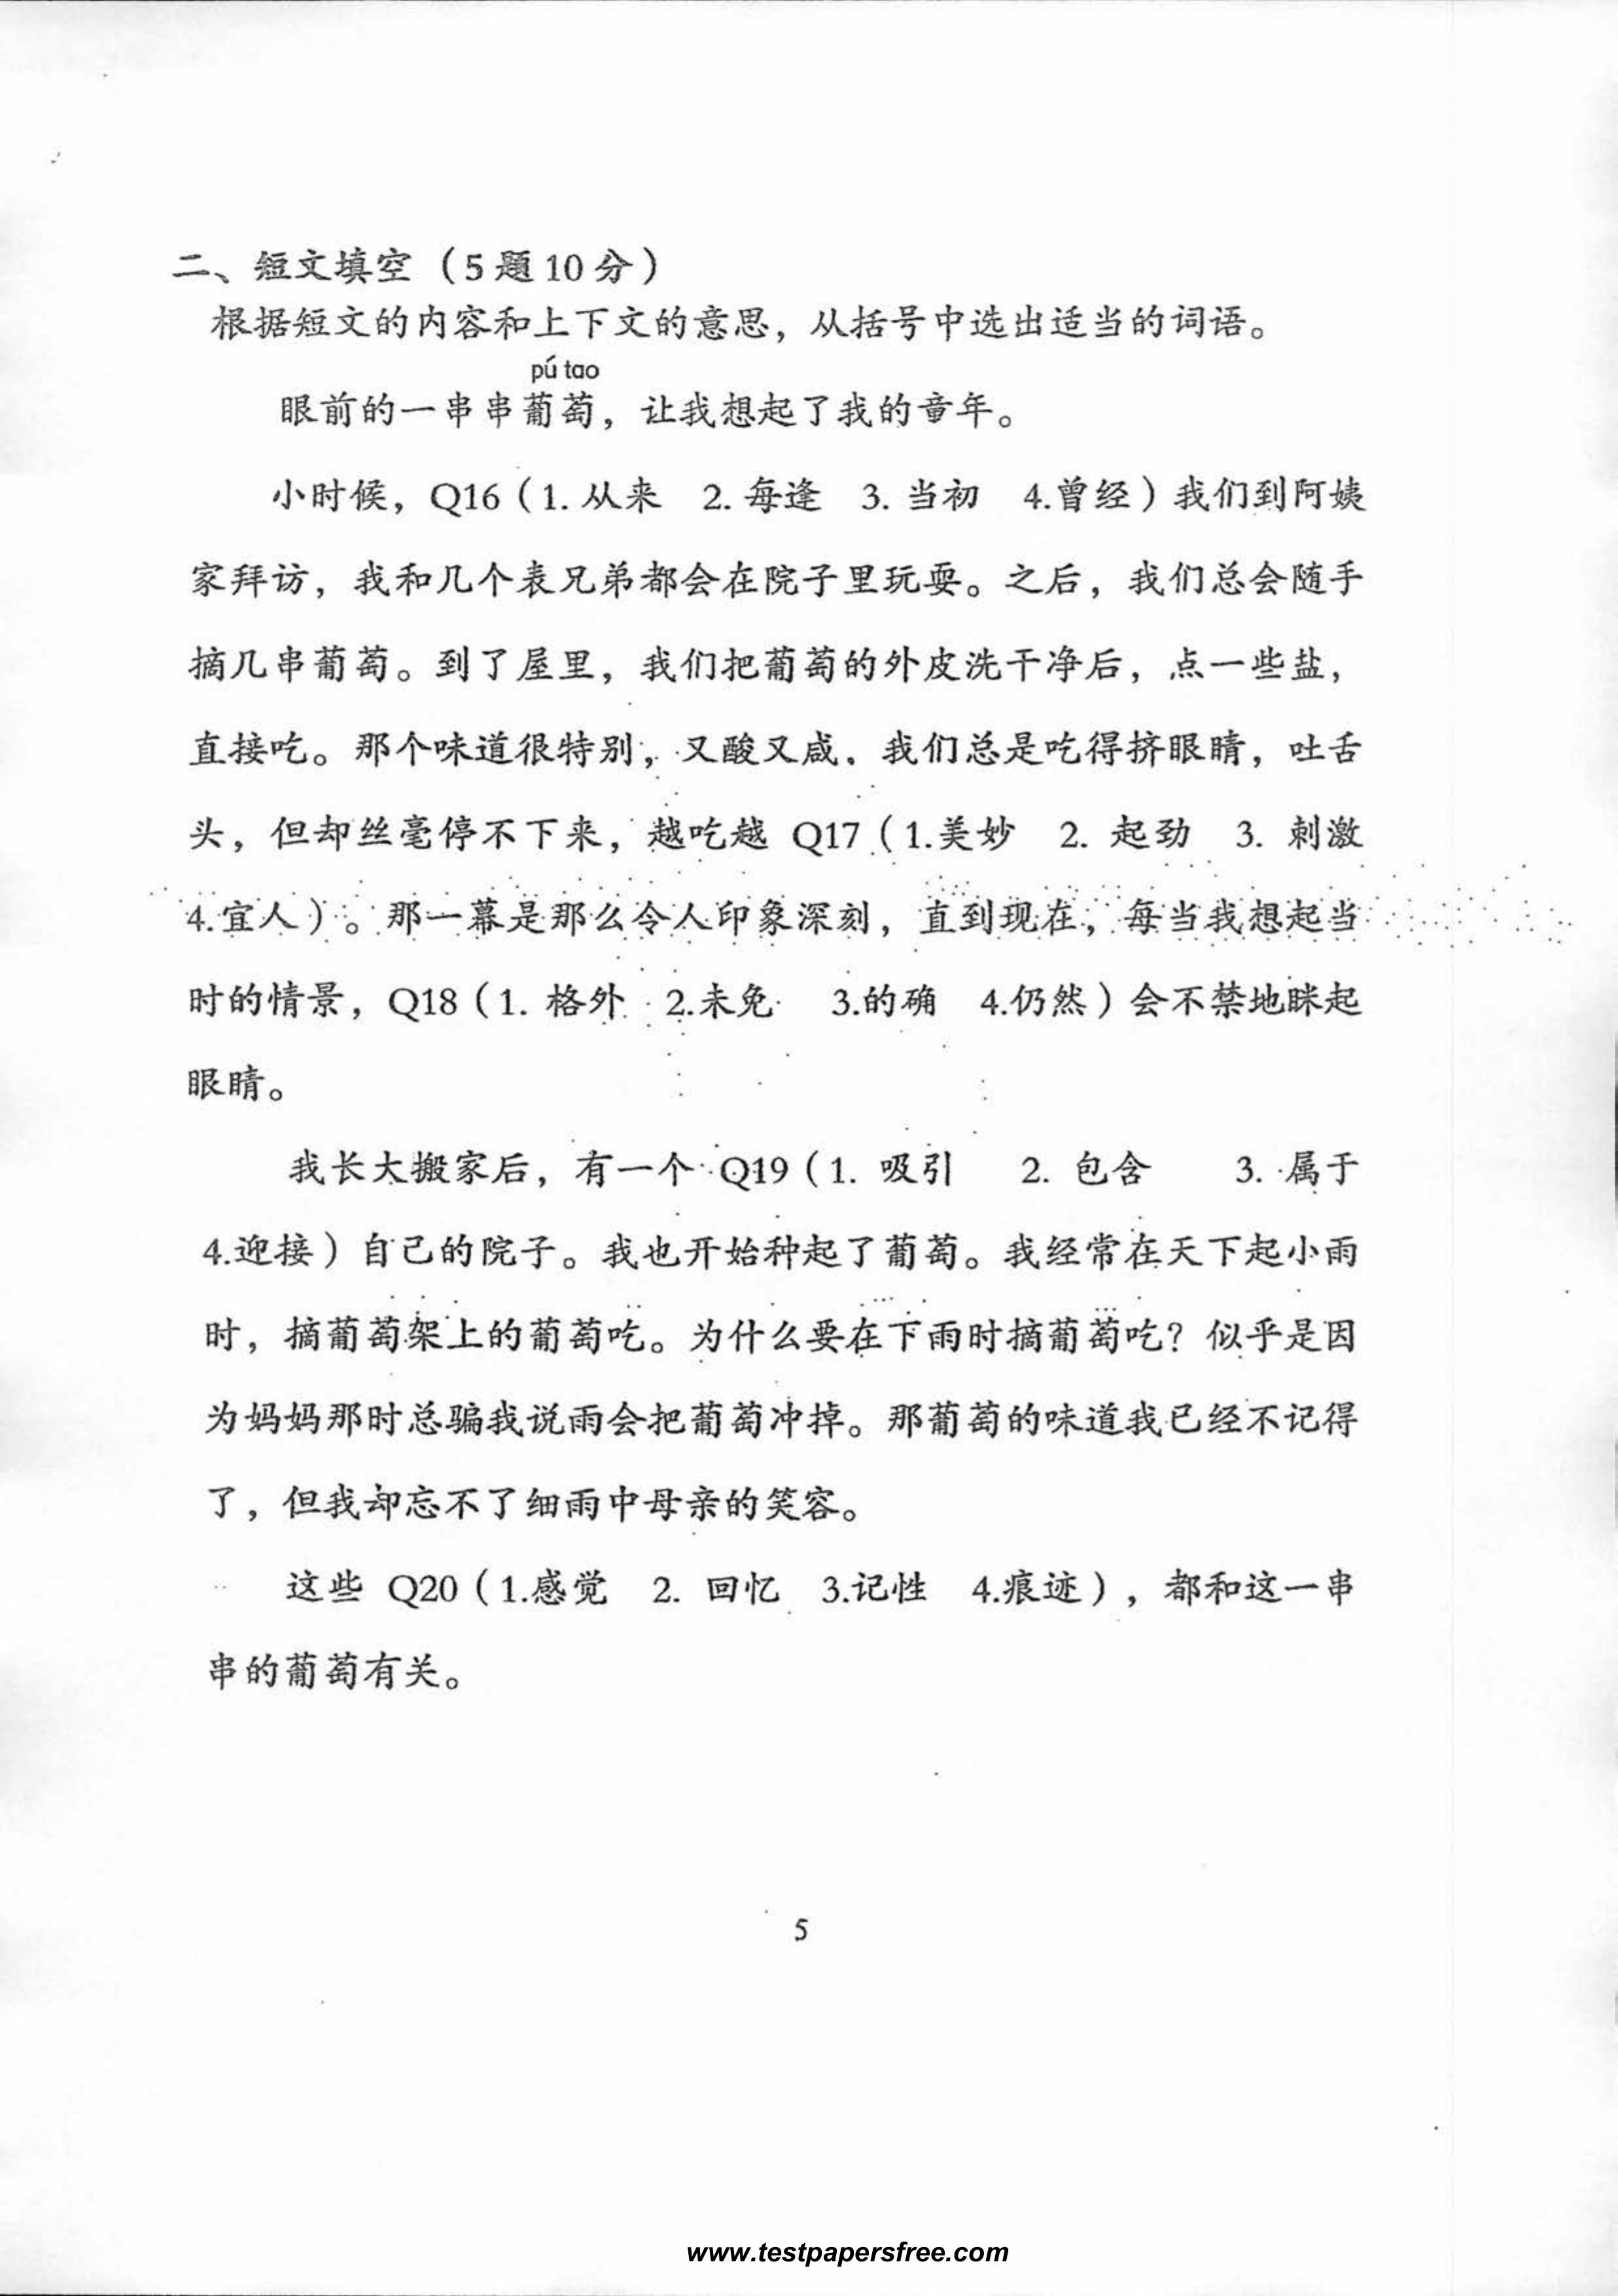 二、短文填空（5题10分）
根据短文的内容和上下文的意思，从括号中选出适当的词语。
pú tao
眼前的一串串葡萄，让我想起了我的童年。
小时候，Q16（1. 从来 2. 每逢 3. 当初 4.曾经）我们到阿姨
家拜访，我和几个表兄弟都会在院子里玩耍。之后，我们总会随手
摘几串葡萄。到了屋里，我们把葡萄的外皮洗干净后，点一些盐，
直接吃。那个味道很特别，又酸又咸。我们总是吃得挤眼睛，吐舌
头，但却丝毫停不下来，越吃越 Q17（1.美妙 2. 起劲 3. 刺激
4.宜人）。那一幕是那么令人印象深刻，直到现在，每当我想起当
时的情景，Q18（1. 格外 2.未免 3.的确 4.仍然）会不禁地眯起
眼睛。
我长大搬家后，有一个 Q19（1. 吸引 2. 包含 3. 属于
4.迎接）自己的院子。我也开始种起了葡萄。我经常在天下起小雨
时，摘葡萄架上的葡萄吃。为什么要在下雨时摘葡萄吃？似乎是因
为妈妈那时总骗我说雨会把葡萄冲掉。那葡萄的味道我已经不记得
了，但我却忘不了细雨中母亲的笑容。
这些 Q20（1.感觉 2. 回忆 3.记性 4.痕迹），都和这一串
串的葡萄有关。
5
www.testpapersfree.com